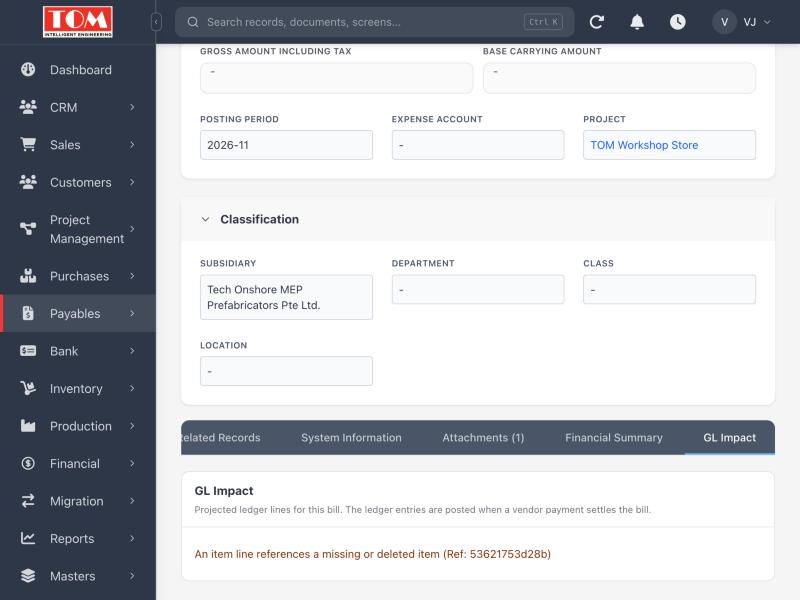 TOM
INTELLIGENT ENGINEERING
Search records, documents, screens...
Ctrl K
V
VJ
Dashboard
CRM
Sales
Customers
Project
Management
Purchases
Payables
Bank
Inventory
Production
Financial
Migration
Reports
Masters
GROSS AMOUNT INCLUDING TAX
BASE CARRYING AMOUNT
-
-
POSTING PERIOD
EXPENSE ACCOUNT
PROJECT
2026-11
-
TOM Workshop Store
Classification
SUBSIDIARY
DEPARTMENT
CLASS
Tech Onshore MEP
Prefabricators Pte Ltd.
-
-
LOCATION
-
elated Records
System Information
Attachments (1)
Financial Summary
GL Impact
GL Impact
Projected ledger lines for this bill. The ledger entries are posted when a vendor payment settles the bill.
An item line references a missing or deleted item (Ref: 53621753d28b)